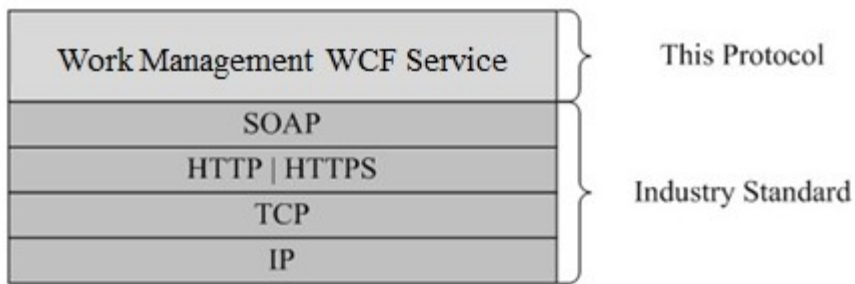 Work Management WCF Service
This Protocol
SOAP
HTTP | HTTPS
TCP
Industry Standard
IP